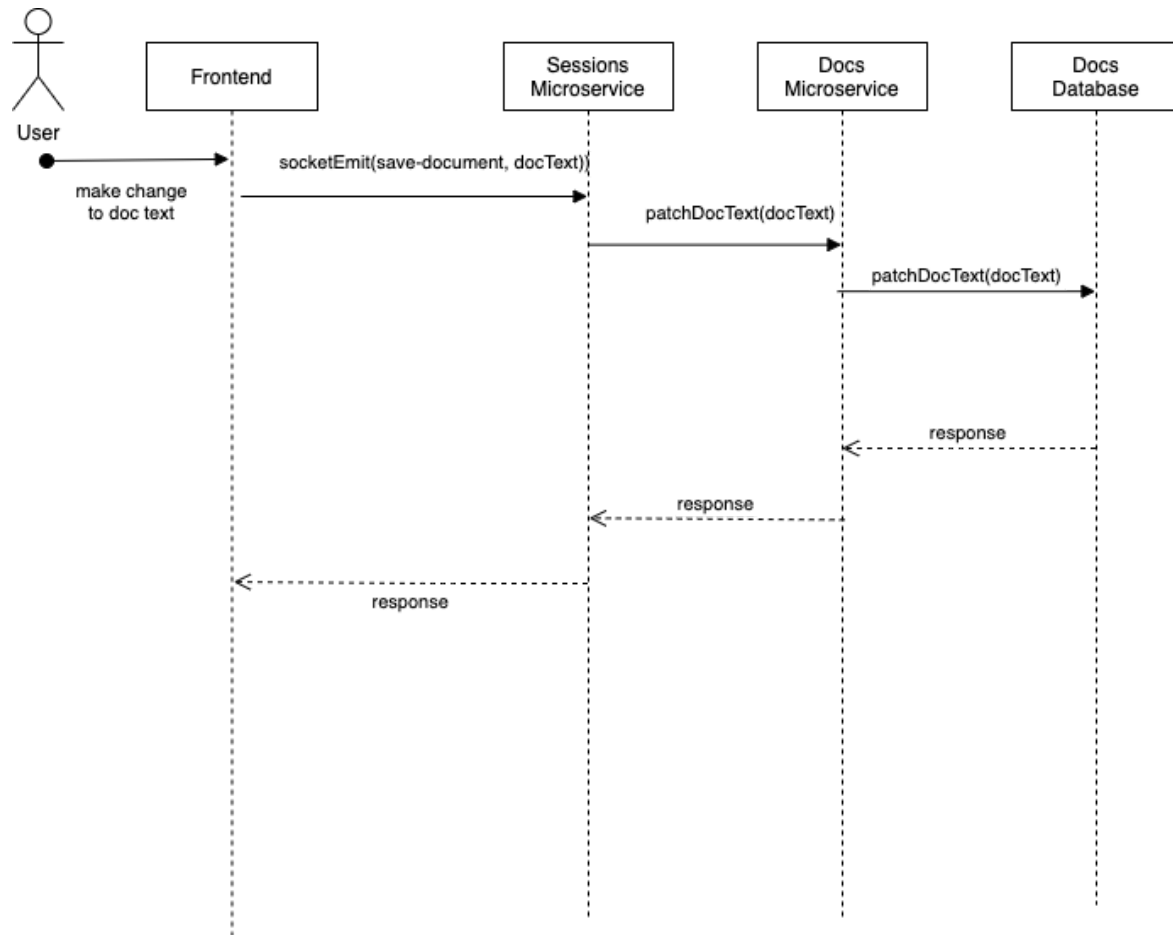 Frontend
Sessions
Microservice
Docs
Microservice
Docs
Database
User
make change
to doc text
socketEmit(save-document, docText))
patchDocText(docText)
patchDocText(docText)
response
response
response